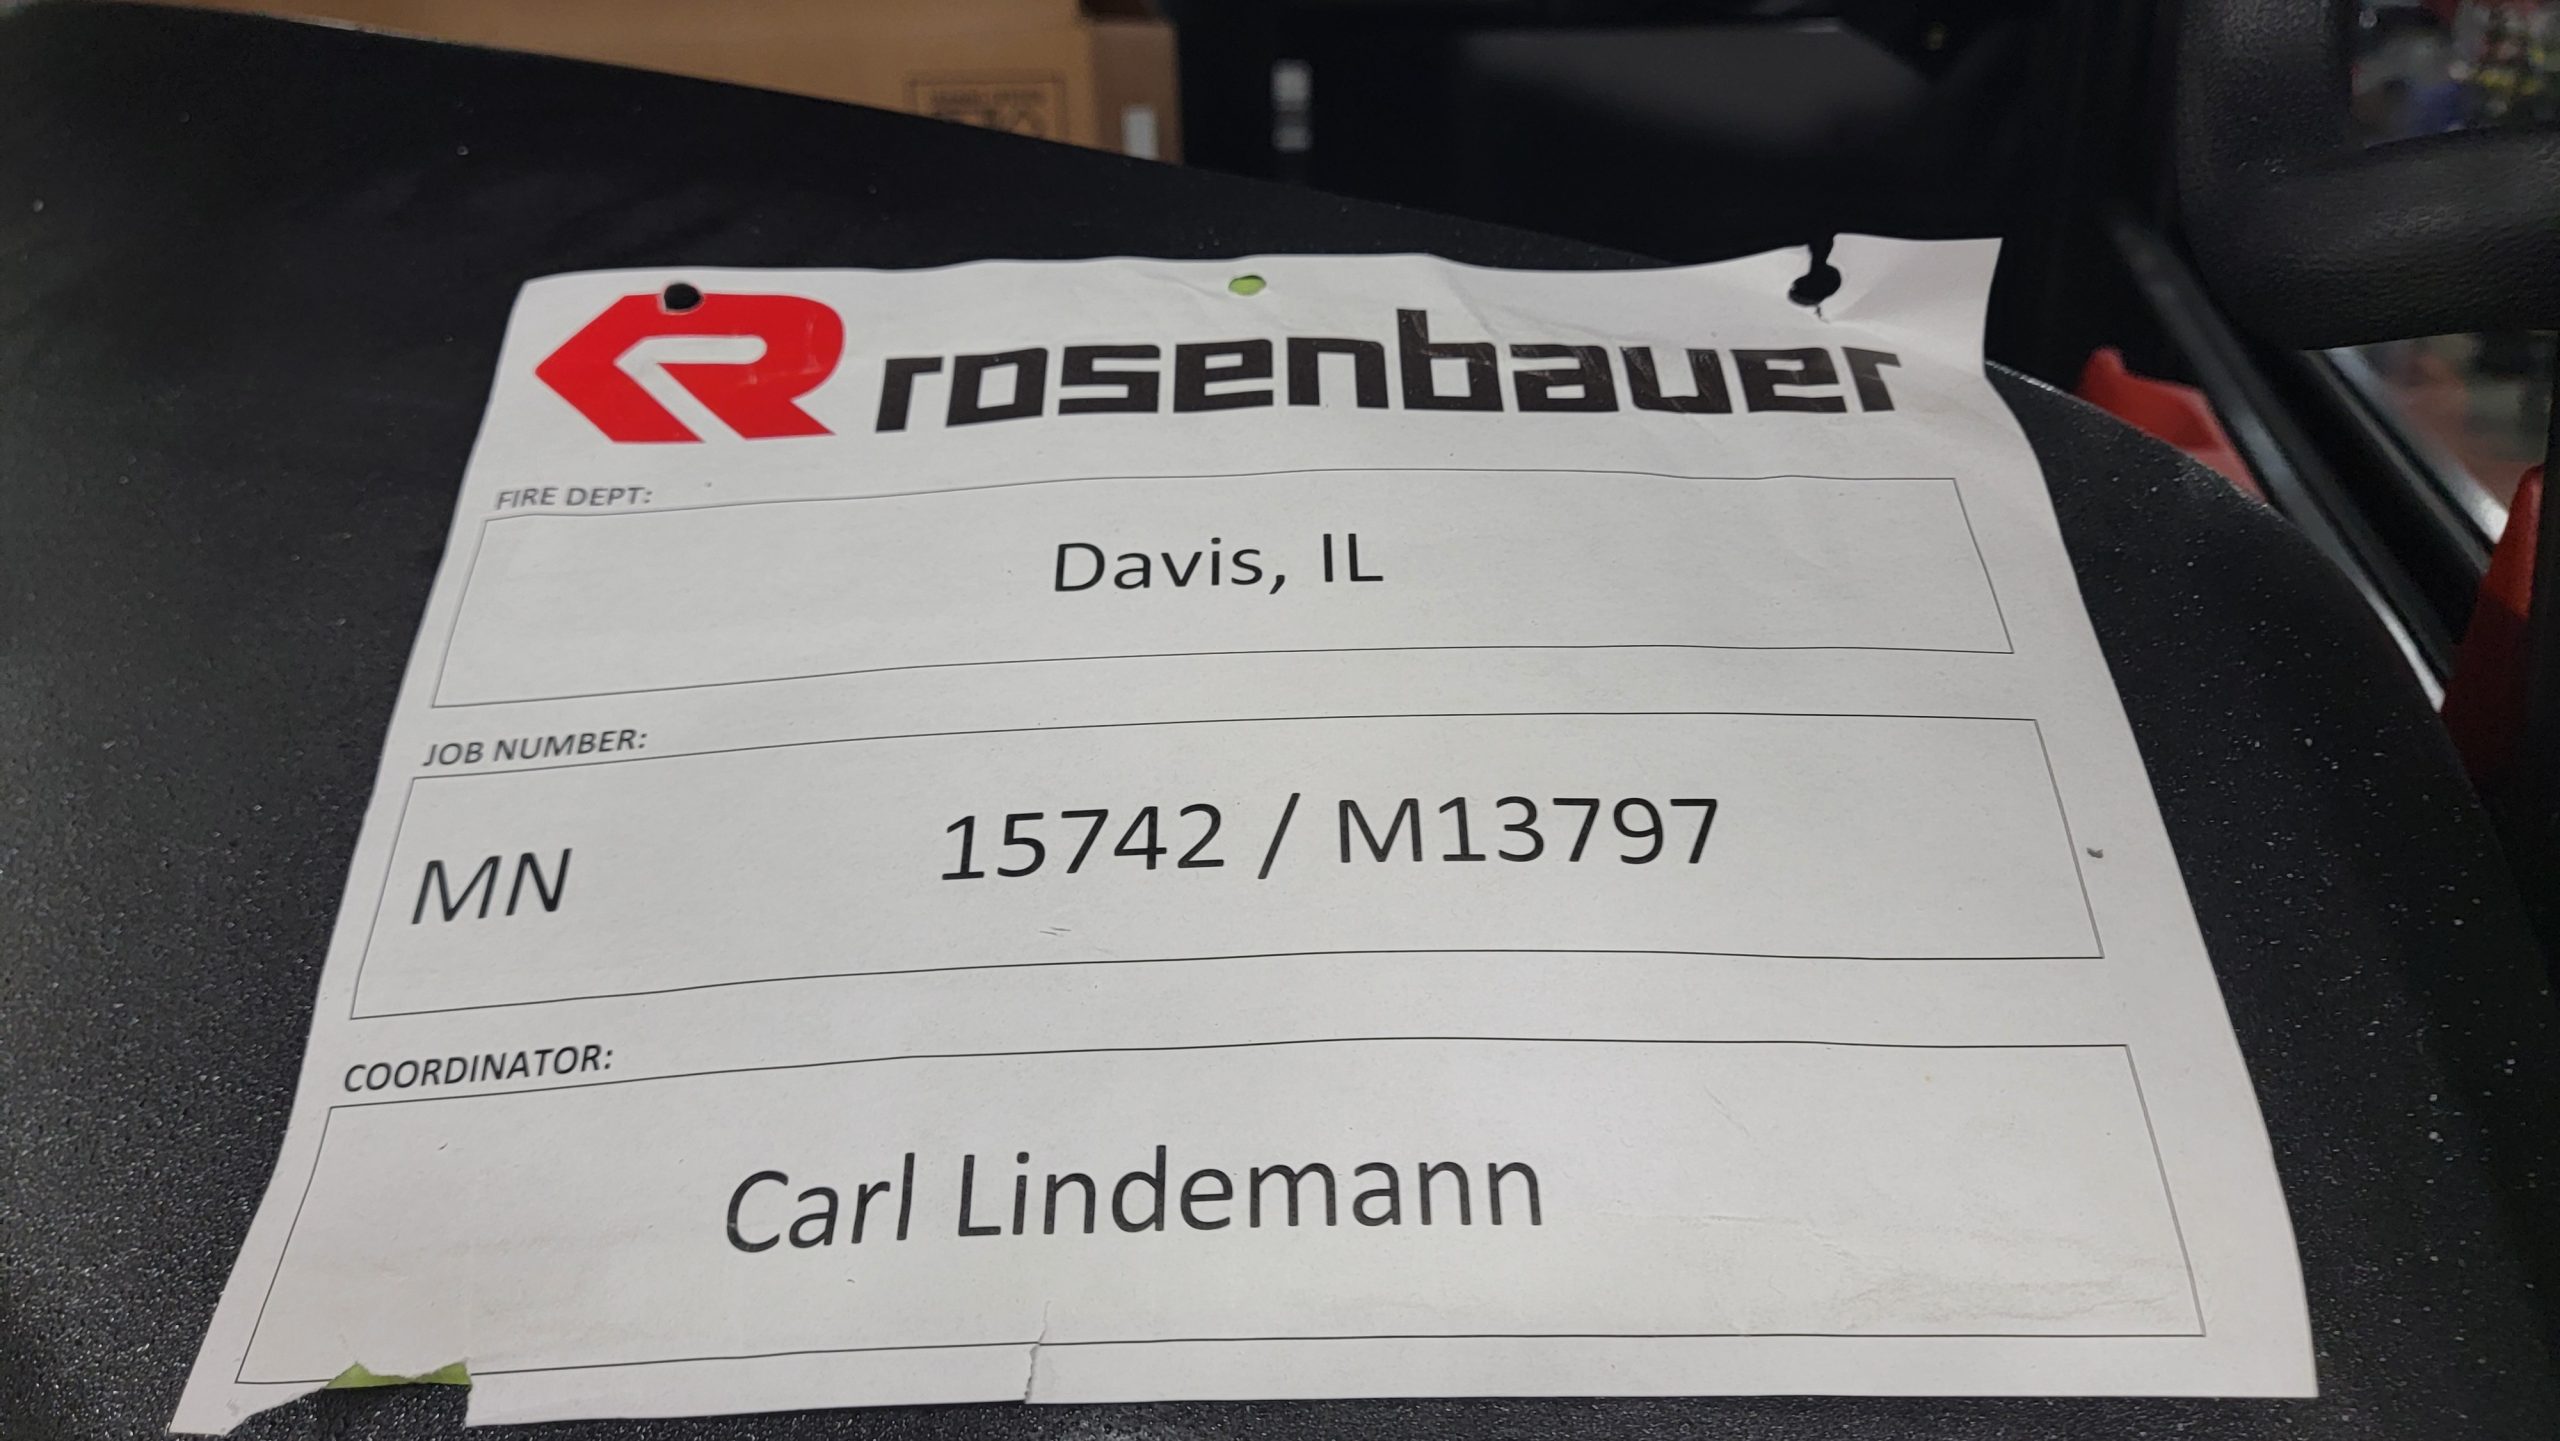 rosenbauer
FIRE DEPT:
Davis, IL
JOB NUMBER:
MN 15742 / M13797
COORDINATOR:
Carl Lindemann